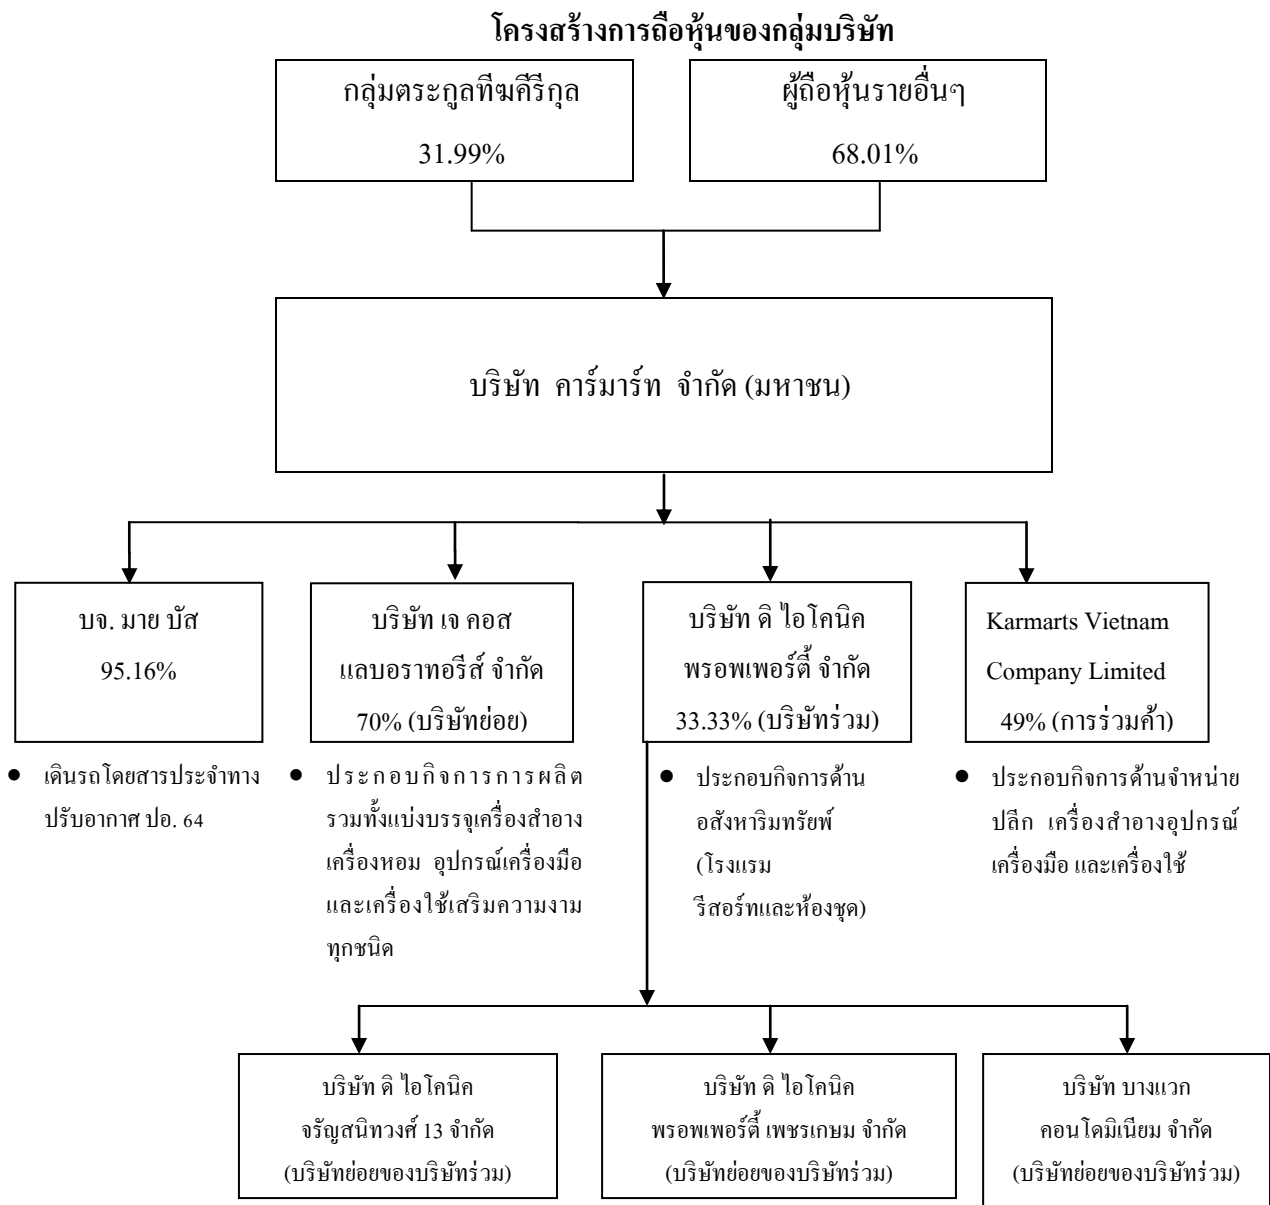 โครงสร้างการถือหุ้นของกลุ่มบริษัท
กลุ่มตระกูลทีฆคีรีกุล
31.99%
ผู้ถือหุ้นรายอื่นๆ
68.01%
บริษัท คาร์มาร์ท จำกัด (มหาชน)
บจ. มาย บัส
95.16%
บริษัท เจ คอส
แลบอราทอรีส์ จำกัด
70% (บริษัทย่อย)
บริษัท ดิ ไอโคนิค
พรอพเพอร์ตี้ จำกัด
33.33% (บริษัทร่วม)
Karmarts Vietnam
Company Limited
49% (การร่วมค้า)
● เดินรถโดยสารประจำทาง
ปรับอากาศ ปอ. 64
● ประกอบกิจการการผลิต
รวมทั้งแบ่งบรรจุเครื่องสำอาง
เครื่องหอม อุปกรณ์เครื่องมือ
และเครื่องใช้เสริมความงาม
ทุกชนิด
● ประกอบกิจการด้าน
อสังหาริมทรัยพ์
(โรงแรม
รีสอร์ทและห้องชุด)
● ประกอบกิจการด้านจำหน่าย
ปลีก เครื่องสำอางอุปกรณ์
เครื่องมือ และเครื่องใช้
บริษัท ดิ ไอโคนิค
จรัญสนิทวงศ์ 13 จำกัด
(บริษัทย่อยของบริษัทร่วม)
บริษัท ดิ ไอโคนิค
พรอพเพอร์ตี้ เพชรเกษม จำกัด
(บริษัทย่อยของบริษัทร่วม)
บริษัท บางแวก
คอนโดมิเนียม จำกัด
(บริษัทย่อยของบริษัทร่วม)